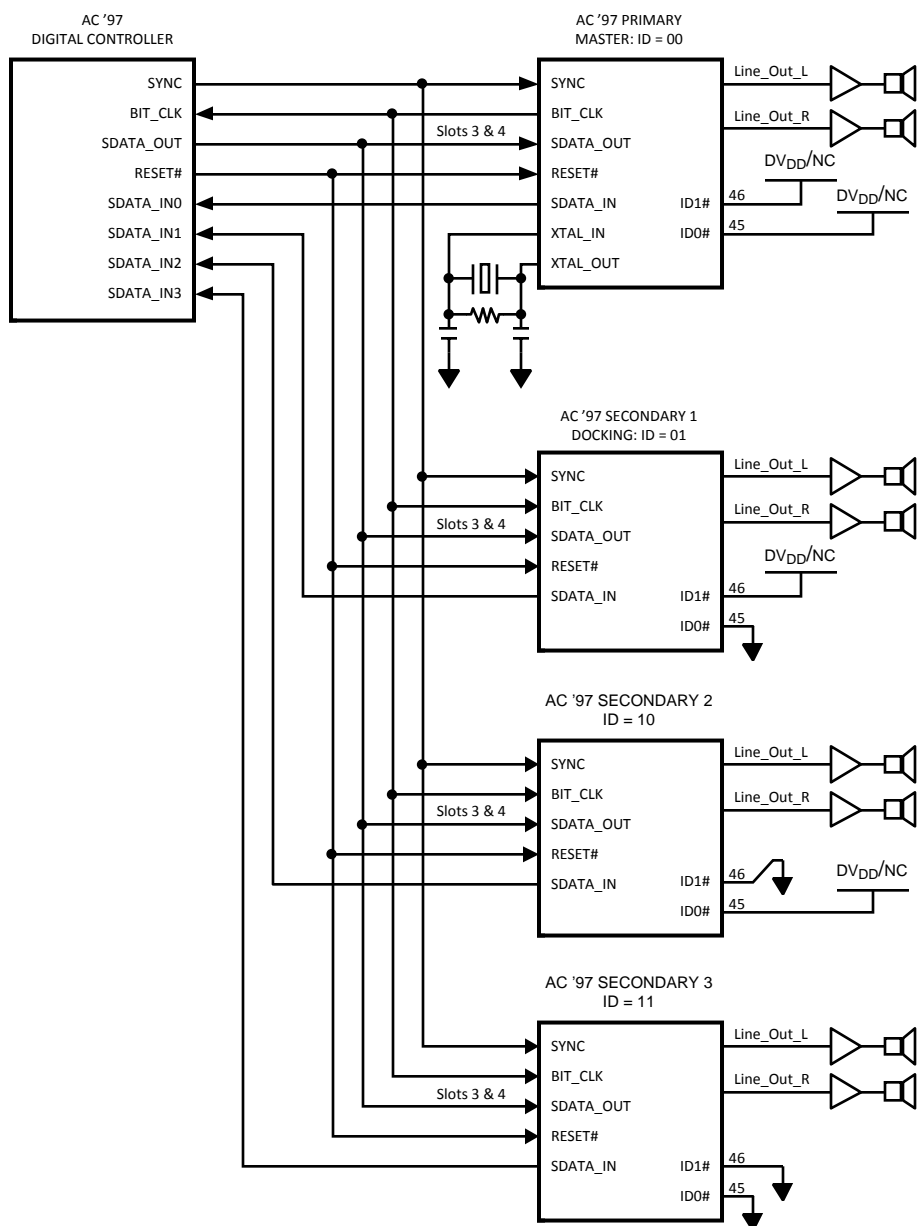 AC '97
DIGITAL CONTROLLER
SYNC
BIT_CLK
SDATA_OUT
RESET#
SDATA_IN0
SDATA_IN1
SDATA_IN2
SDATA_IN3
AC '97 PRIMARY
MASTER: ID = 00
Slots 3 & 4
SYNC
BIT_CLK
SDATA_OUT
RESET#
SDATA_IN
XTAL_IN
XTAL_OUT
ID1#
ID0#
Line_Out_L
Line_Out_R
46
45
DVDD/NC
DVDD/NC
AC '97 SECONDARY 1
DOCKING: ID = 01
Slots 3 & 4
SYNC
BIT_CLK
SDATA_OUT
RESET#
SDATA_IN
ID1#
ID0#
Line_Out_L
Line_Out_R
46
45
DVDD/NC
AC '97 SECONDARY 2
ID = 10
Slots 3 & 4
SYNC
BIT_CLK
SDATA_OUT
RESET#
SDATA_IN
ID1#
ID0#
Line_Out_L
Line_Out_R
46
45
DVDD/NC
AC '97 SECONDARY 3
ID = 11
Slots 3 & 4
SYNC
BIT_CLK
SDATA_OUT
RESET#
SDATA_IN
ID1#
ID0#
Line_Out_L
Line_Out_R
46
45